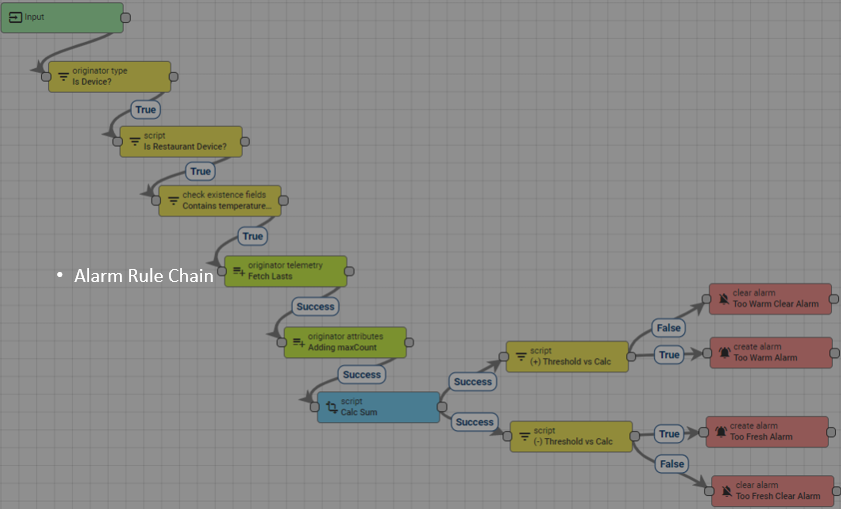 Input
originator type
Is Device?
True
script
Is Restaurant Device?
True
check existence fields
Contains temperature...
True
• Alarm Rule Chain
originator telemetry
Fetch Lasts
Success
originator attributes
Adding maxCount
Success
script
Calc Sum
Success
Success
script
(+) Threshold vs Calc
False
True
clear alarm
Too Warm Clear Alarm
create alarm
Too Warm Alarm
script
(-) Threshold vs Calc
True
False
create alarm
Too Fresh Alarm
clear alarm
Too Fresh Clear Alarm